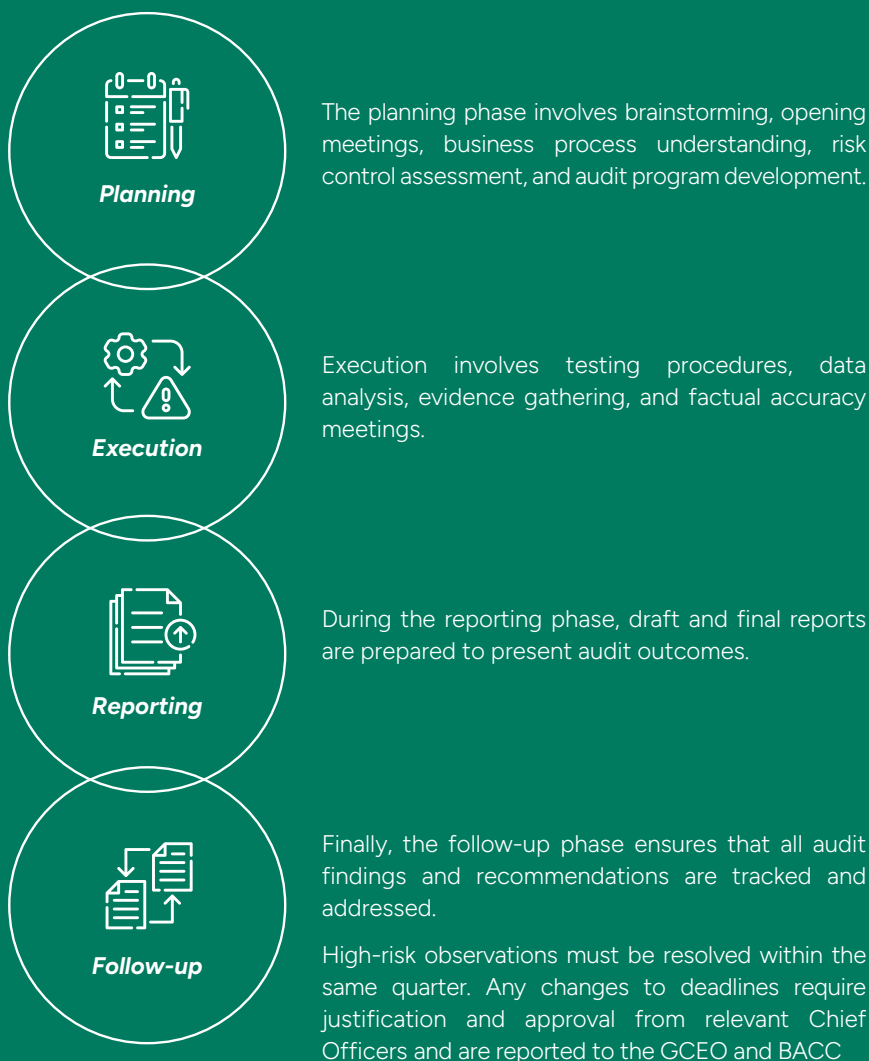 Planning
The planning phase involves brainstorming, opening
meetings, business process understanding, risk
control assessment, and audit program development.
Execution
Execution involves testing procedures, data
analysis, evidence gathering, and factual accuracy
meetings.
Reporting
During the reporting phase, draft and final reports
are prepared to present audit outcomes.
Follow-up
Finally, the follow-up phase ensures that all audit
findings and recommendations are tracked and
addressed.
High-risk observations must be resolved within the
same quarter. Any changes to deadlines require
justification and approval from relevant Chief
Officers and are reported to the GCEO and BACC